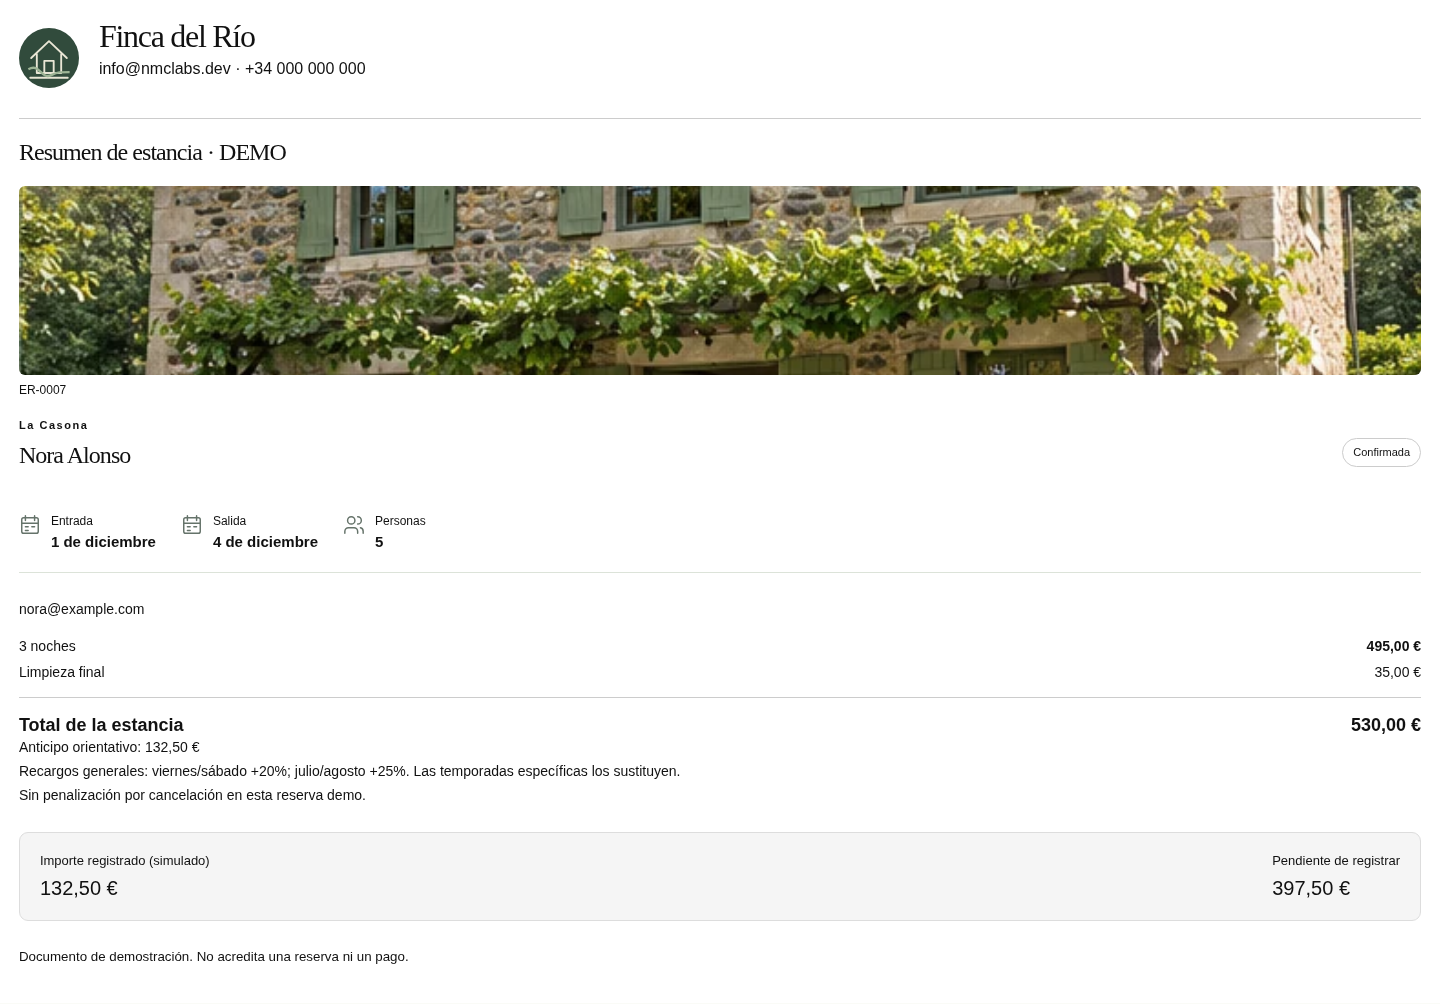 Finca del Río
info@nmclabs.dev · +34 000 000 000
Resumen de estancia · DEMO
ER-0007
La Casona
Nora Alonso
Confirmada
Entrada
1 de diciembre
Salida
4 de diciembre
Personas
5
nora@example.com
3 noches 495,00 €
Limpieza final 35,00 €
Total de la estancia 530,00 €
Anticipo orientativo: 132,50 €
Recargos generales: viernes/sábado +20%; julio/agosto +25%. Las temporadas específicas los sustituyen.
Sin penalización por cancelación en esta reserva demo.
Importe registrado (simulado)
132,50 €
Pendiente de registrar
397,50 €
Documento de demostración. No acredita una reserva ni un pago.